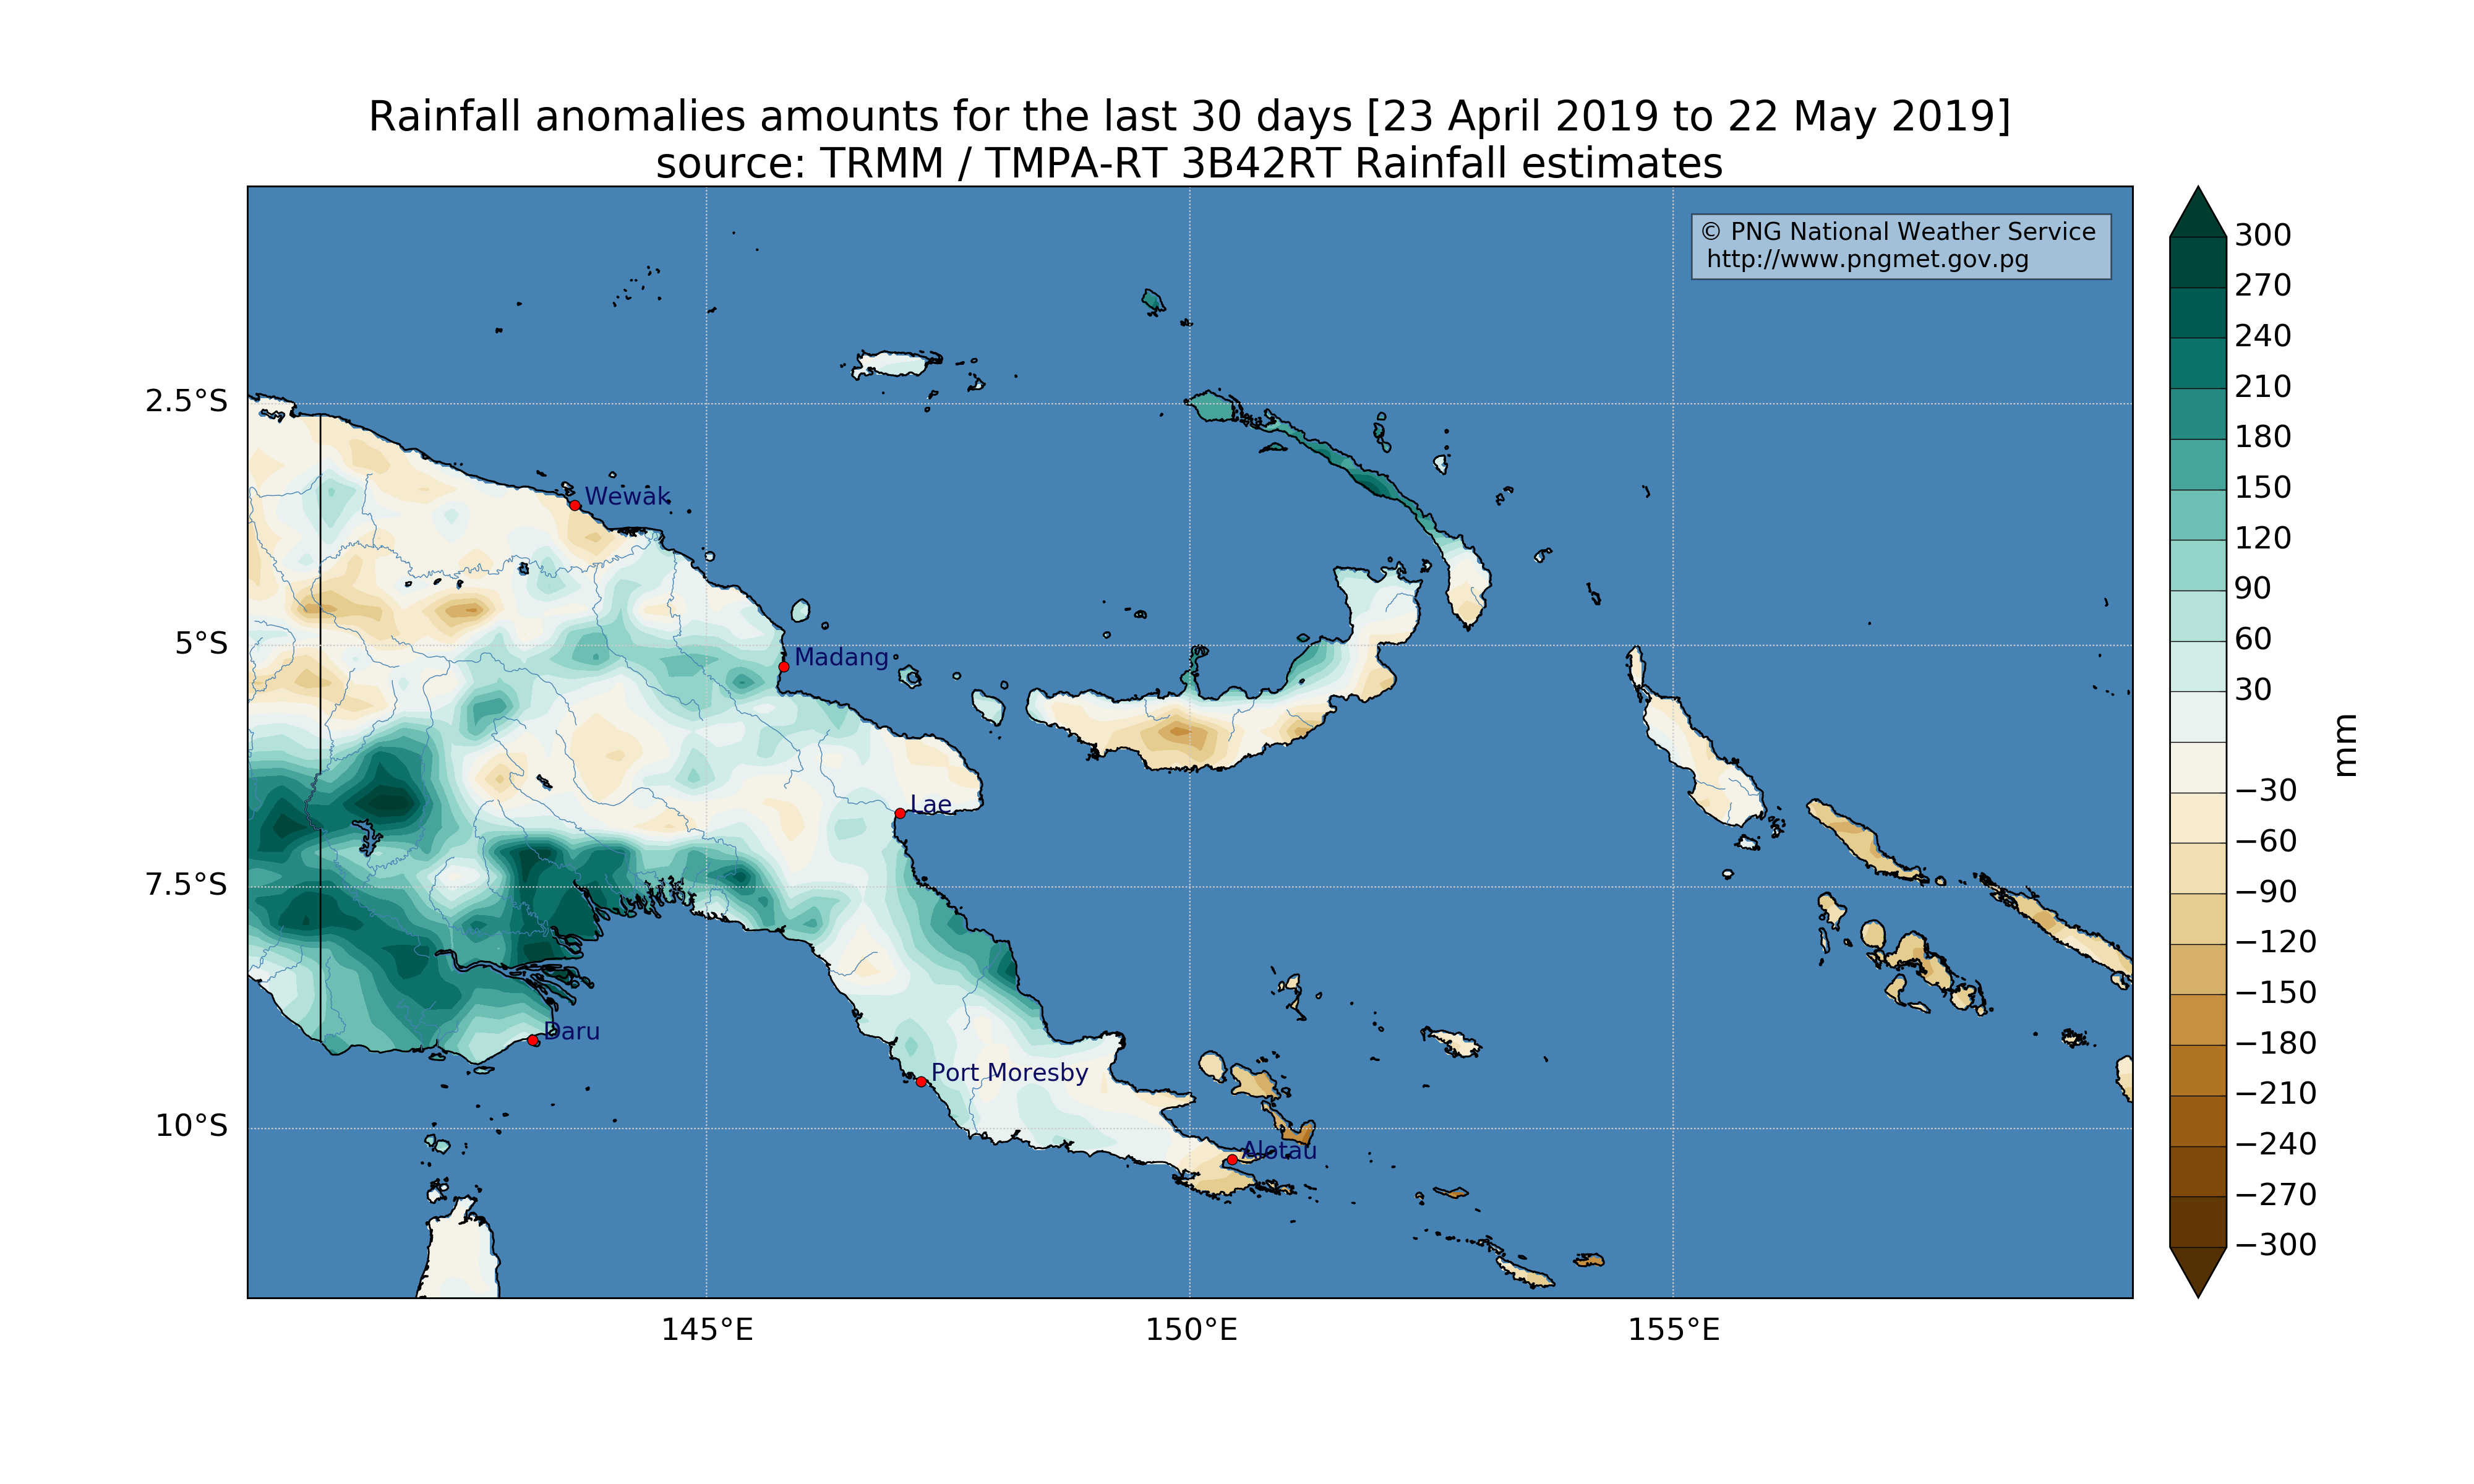 Rainfall anomalies amounts for the last 30 days [23 April 2019 to 22 May 2019]
source: TRMM / TMPA-RT 3B42RT Rainfall estimates
© PNG National Weather Service
http://www.pngmet.gov.pg
2.5°S
5°S
7.5°S
10°S
Wewak
Madang
Lae
Daru
Port Moresby
Alotau
145°E
150°E
155°E
300
270
240
210
180
150
120
90
60
30
−30
−60
−90
−120
−150
−180
−210
−240
−270
−300
mm